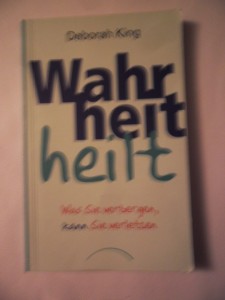 Deborah King
Wahr
heit
heilt
Was Sie verbergen,
kann Sie verletzen